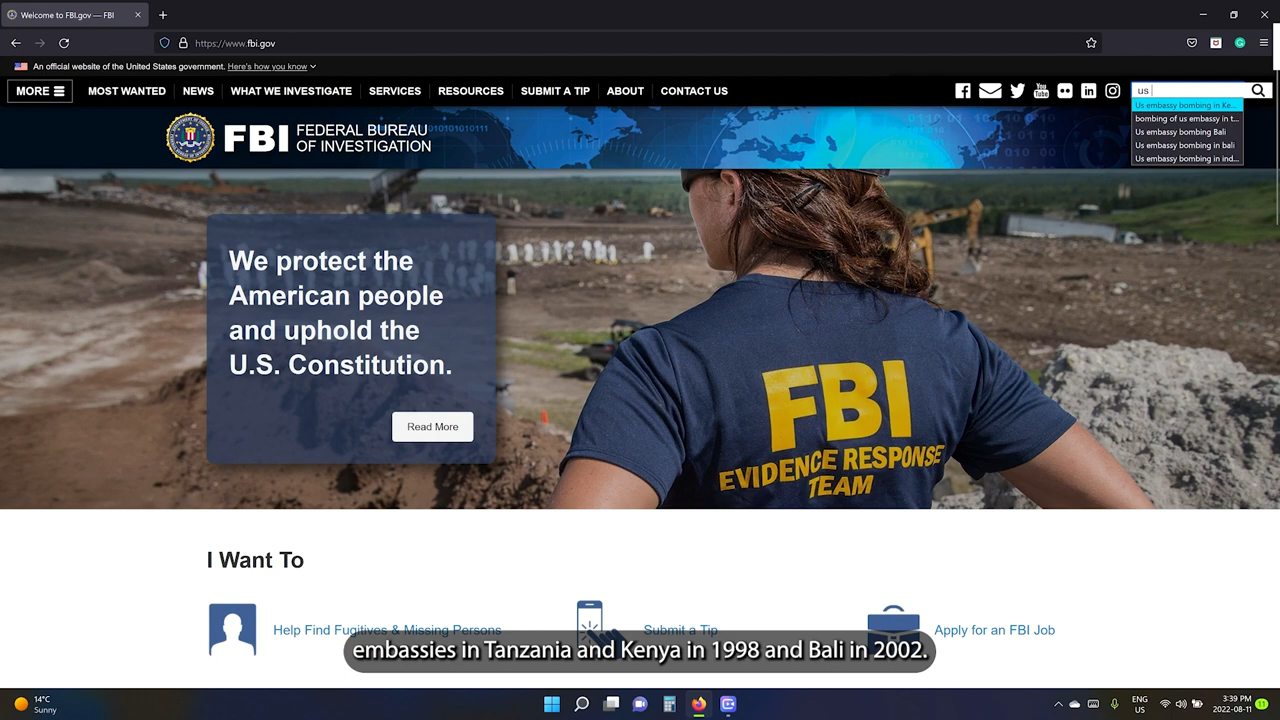 Welcome to FBI.gov — FBI
https://www.fbi.gov
An official website of the United States government. Here's how you know
MORE
MOST WANTED
NEWS
WHAT WE INVESTIGATE
SERVICES
RESOURCES
SUBMIT A TIP
ABOUT
CONTACT US
You Tube
us
Us embassy bombing in Ke...
bombing of us embassy in t...
Us embassy bombing Bali
Us embassy bombing in bali
Us embassy bombing in ind...
FBI
FEDERAL BUREAU
OF INVESTIGATION
We protect the
American people
and uphold the
U.S. Constitution.
Read More
FBI
EVIDENCE RESPONSE
TEAM
I Want To
Help Find Fugitives & Missing Persons
Submit a Tip
Apply for an FBI Job
embassies in Tanzania and Kenya in 1998 and Bali in 2002.
14°C
Sunny
ENG
US
3:39 PM
2022-08-11
11